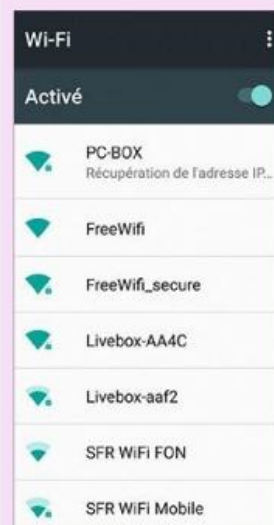 Wi-Fi
Activé
PC-BOX
Récupération de l'adresse IP...
FreeWifi
FreeWifi_secure
Livebox-AA4C
Livebox-aaf2
SFR WiFi FON
SFR WiFi Mobile